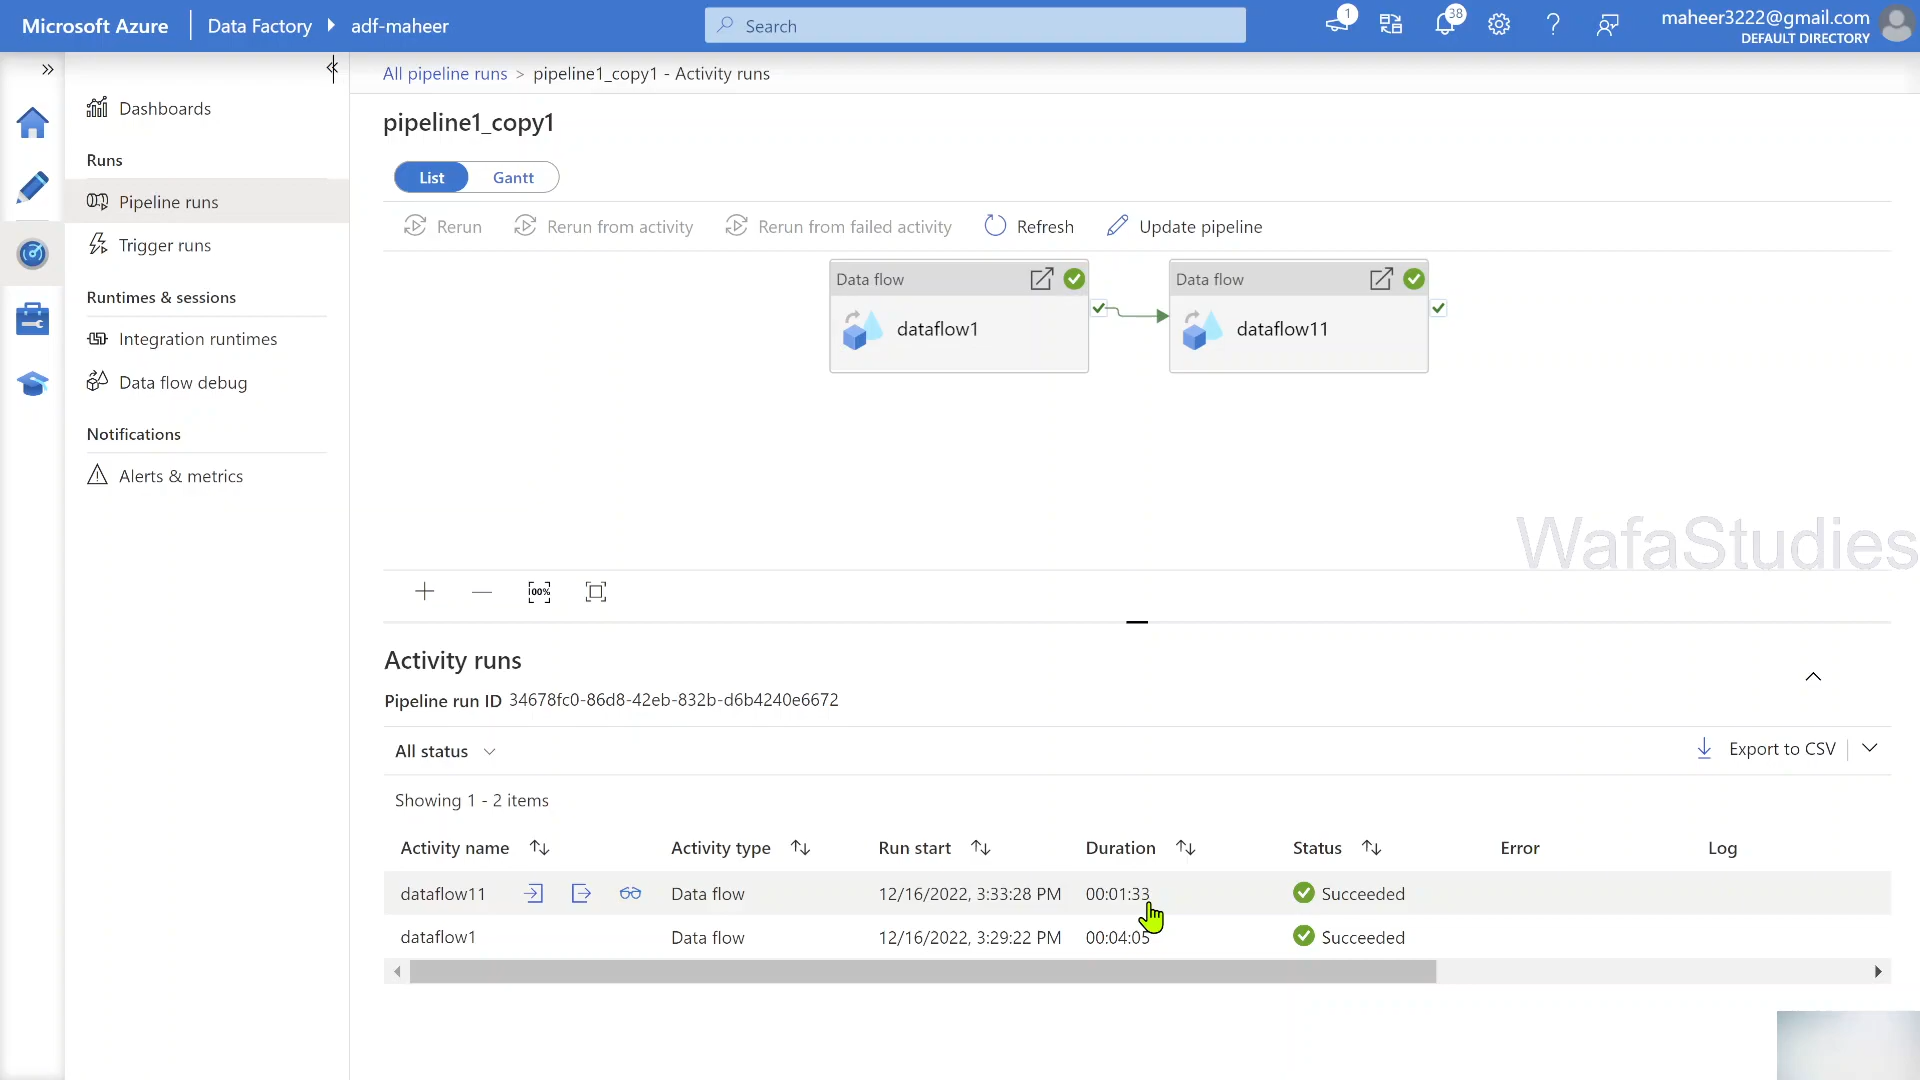 Microsoft Azure
Data Factory
adf-maheer
Search
1
38
maheer3222@gmail.com
DEFAULT DIRECTORY
Dashboards
Runs
Pipeline runs
Trigger runs
Runtimes & sessions
Integration runtimes
Data flow debug
Notifications
Alerts & metrics
All pipeline runs > pipeline1_copy1 - Activity runs
pipeline1_copy1
List
Gantt
Rerun
Rerun from activity
Rerun from failed activity
Refresh
Update pipeline
Data flow
dataflow1
Data flow
dataflow11
WafaStudies
100%
Activity runs
Pipeline run ID 34678fc0-86d8-42eb-832b-d6b4240e6672
All status
Export to CSV
Showing 1 - 2 items
Activity name Activity type Run start Duration Status Error Log
dataflow11 Data flow 12/16/2022, 3:33:28 PM 00:01:33 Succeeded
dataflow1 Data flow 12/16/2022, 3:29:22 PM 00:04:05 Succeeded